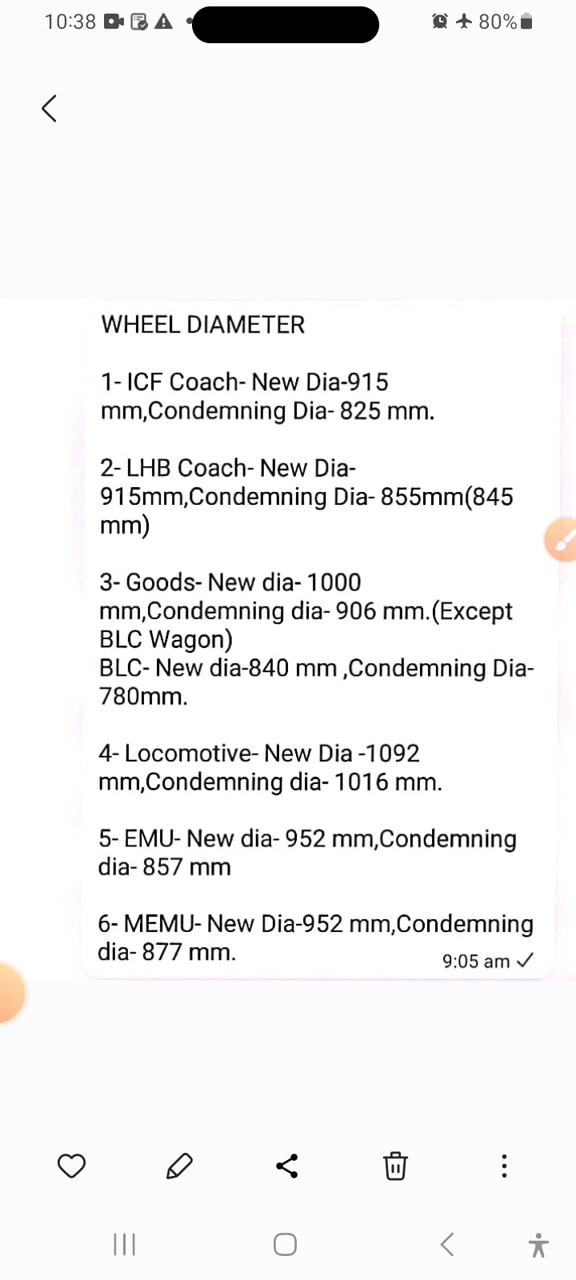 10:38
80%
WHEEL DIAMETER
1- ICF Coach- New Dia-915
mm,Condemning Dia- 825 mm.
2- LHB Coach- New Dia-
915mm,Condemning Dia- 855mm(845
mm)
3- Goods- New dia- 1000
mm,Condemning dia- 906 mm.(Except
BLC Wagon)
BLC- New dia-840 mm ,Condemning Dia-
780mm.
4- Locomotive- New Dia -1092
mm,Condemning dia- 1016 mm.
5- EMU- New dia- 952 mm,Condemning
dia- 857 mm
6- MEMU- New Dia-952 mm,Condemning
dia- 877 mm.
9:05 am